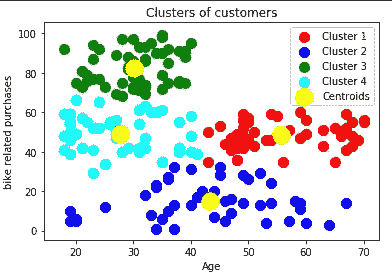 Clusters of customers
Cluster 1
Cluster 2
Cluster 3
Cluster 4
Centroids
bike related purchases
100
80
60
40
20
0
20
30
40
50
60
70
Age